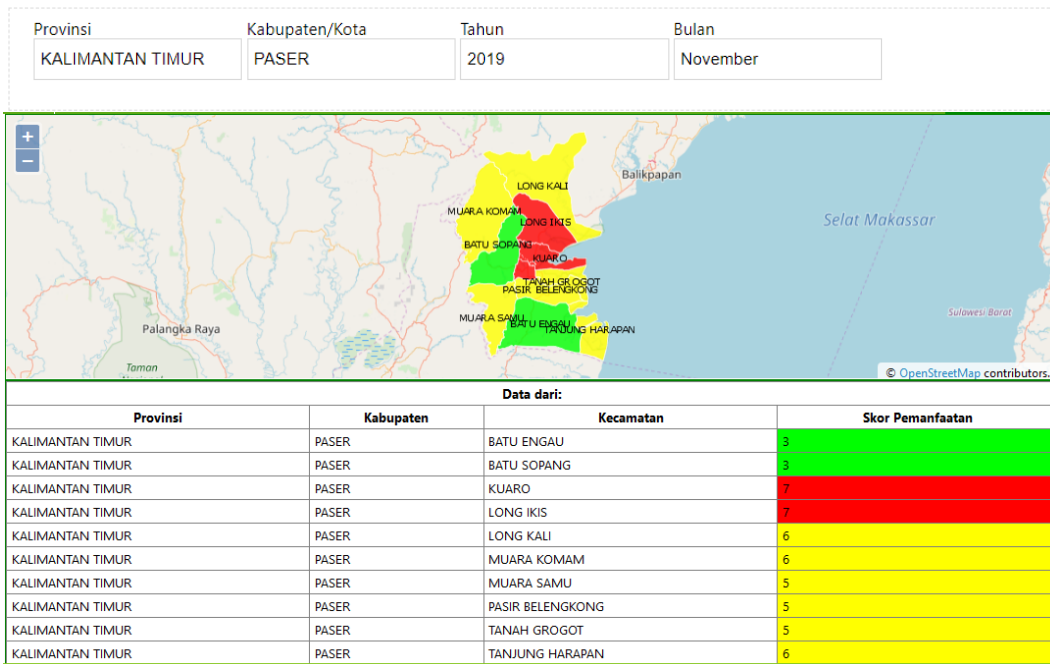 Provinsi Kabupaten/Kota Tahun Bulan
KALIMANTAN TIMUR PASER 2019 November
+
−
Balikpapan
LONG KALI
MUARA KOMAM
LONG IKIS
Selat Makassar
BATU SOPANG
KUARO
TANAH GROGOT
PASIR BELENGKONG
Sulawesi Barat
MUARA SAMU
BATU ENGAU
TANJUNG HARAPAN
Palangka Raya
Taman
© OpenStreetMap contributors.
Data dari:
Provinsi Kabupaten Kecamatan Skor Pemanfaatan
KALIMANTAN TIMUR PASER BATU ENGAU 3
KALIMANTAN TIMUR PASER BATU SOPANG 3
KALIMANTAN TIMUR PASER KUARO 7
KALIMANTAN TIMUR PASER LONG IKIS 7
KALIMANTAN TIMUR PASER LONG KALI 6
KALIMANTAN TIMUR PASER MUARA KOMAM 6
KALIMANTAN TIMUR PASER MUARA SAMU 5
KALIMANTAN TIMUR PASER PASIR BELENGKONG 5
KALIMANTAN TIMUR PASER TANAH GROGOT 5
KALIMANTAN TIMUR PASER TANJUNG HARAPAN 6